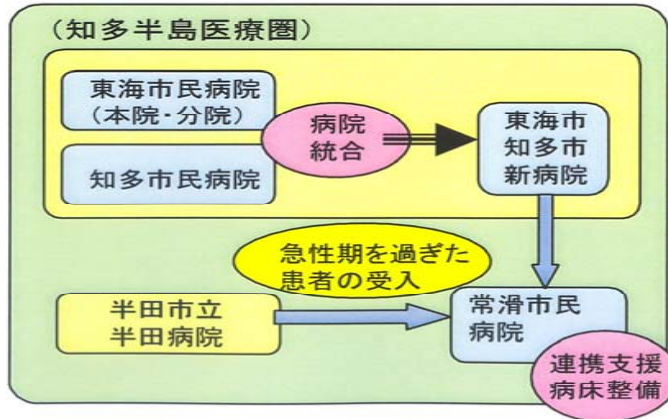 (知多半島医療圏)
東海市民病院
(本院・分院)
知多市民病院
病院
統合
東海市
知多市
新病院
急性期を過ぎた
患者の受入
半田市立
半田病院
常滑市民
病院
連携支援
病床整備